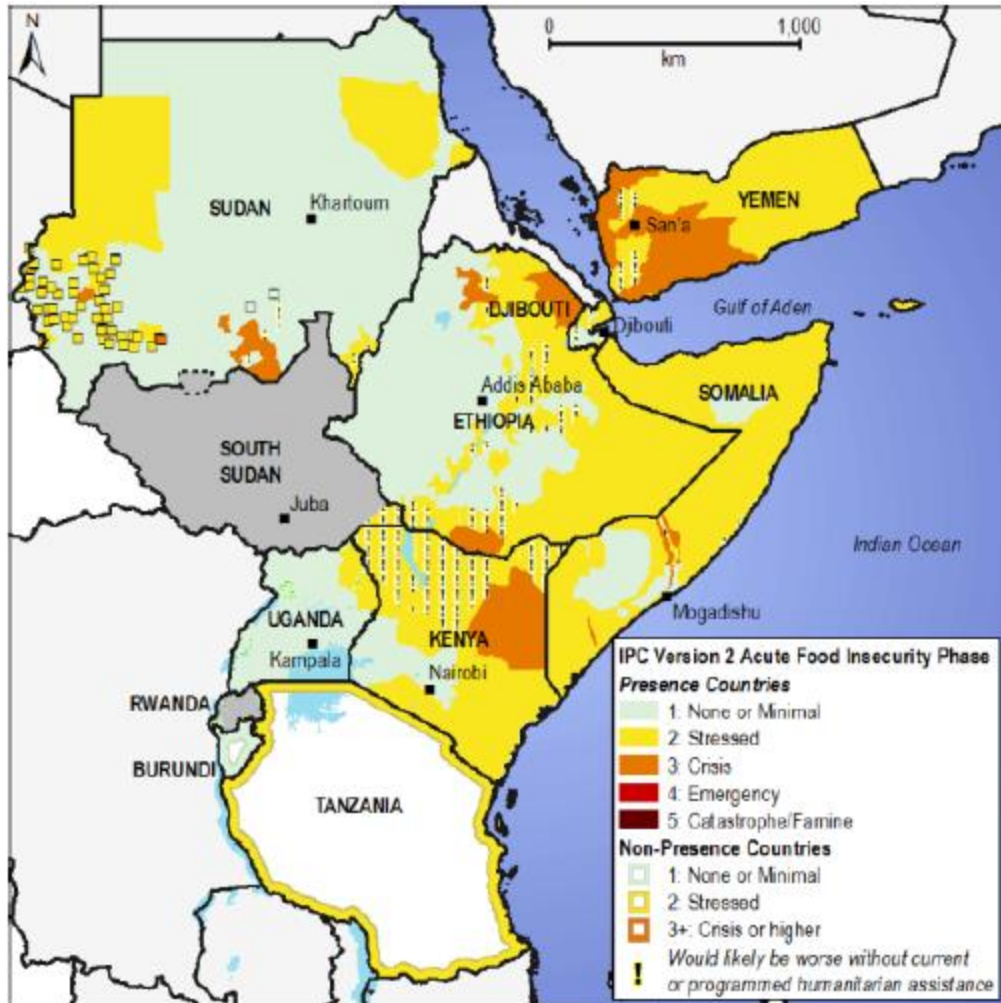 N
0 1,000
km
SUDAN
Khartoum
YEMEN
San'a
DJIBOUTI
Djibouti
Gulf of Aden
Addis Ababa
ETHIOPIA
SOMALIA
SOUTH
SUDAN
Juba
Indian Ocean
Mogadishu
UGANDA
Kampala
KENYA
Nairobi
RWANDA
BURUNDI
TANZANIA
IPC Version 2 Acute Food Insecurity Phase
Presence Countries
1: None or Minimal
2: Stressed
3: Crisis
4: Emergency
5: Catastrophe/Famine
Non-Presence Countries
1: None or Minimal
2: Stressed
3+: Crisis or higher
! Would likely be worse without current
or programmed humanitarian assistance